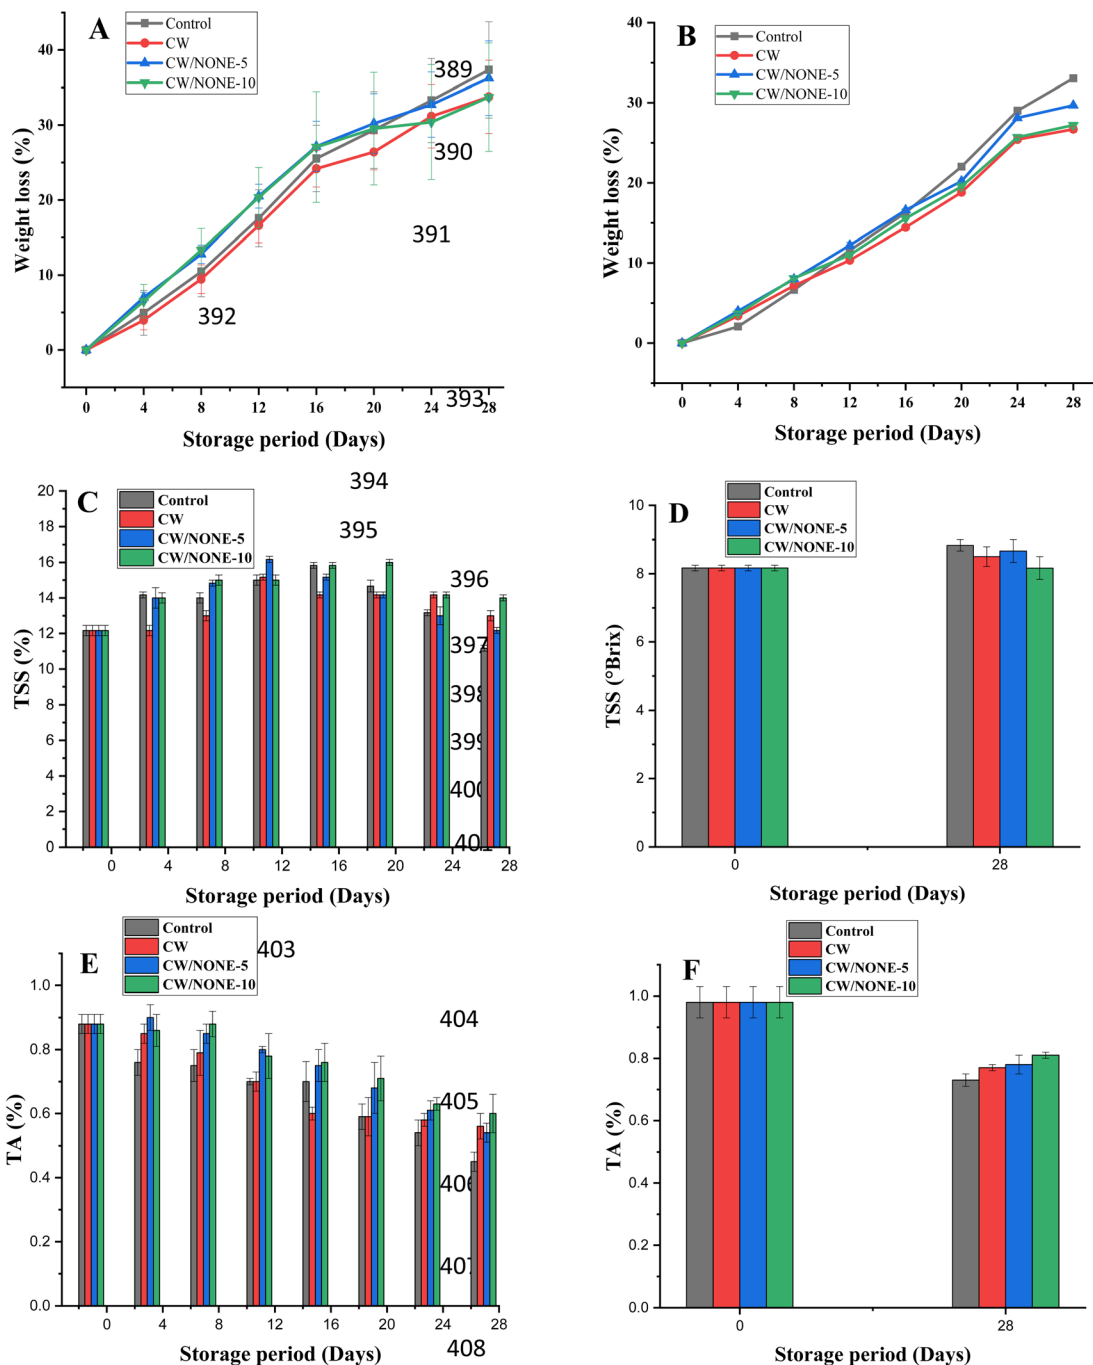 A
Control
CW
CW/NONE-5
CW/NONE-10
Weight loss (%)
40
30
20
10
0
0 4 8 12 16 20 24 28
Storage period (Days)
389
390
391
392
393
B
Control
CW
CW/NONE-5
CW/NONE-10
Weight loss (%)
40
30
20
10
0
0 4 8 12 16 20 24 28
Storage period (Days)
C
Control
CW
CW/NONE-5
CW/NONE-10
TSS (%)
20
18
16
14
12
10
8
6
4
2
0
0 4 8 12 16 20 24 28
Storage period (Days)
394
395
396
397
398
399
400
401
D
Control
CW
CW/NONE-5
CW/NONE-10
TSS (°Brix)
10
8
6
4
2
0
0 28
Storage period (Days)
E
Control
CW
CW/NONE-5
CW/NONE-10
TA (%)
1.0
0.8
0.6
0.4
0.2
0.0
0 4 8 12 16 20 24 28
Storage period (Days)
403
404
405
406
407
408
F
Control
CW
CW/NONE-5
CW/NONE-10
TA (%)
1.0
0.8
0.6
0.4
0.2
0.0
0 28
Storage period (Days)